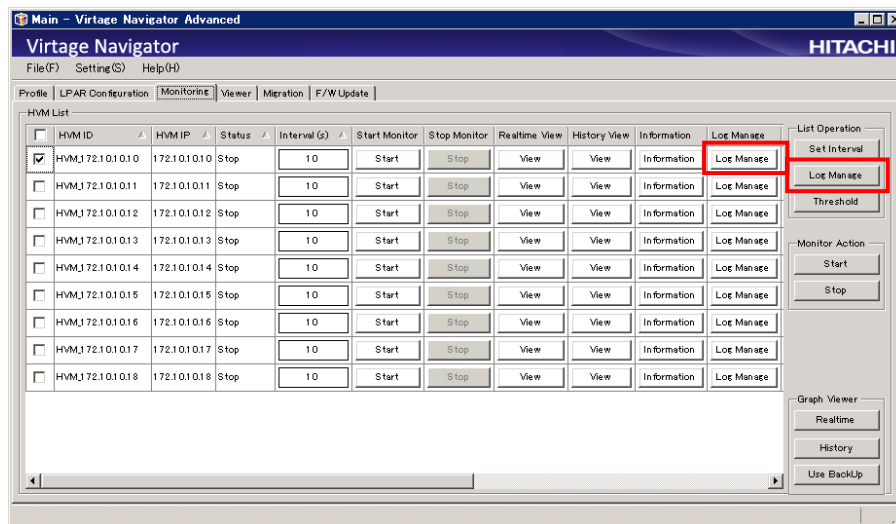 Main - Virtage Navigator Advanced
Virtage Navigator
HITACHI
File(F) Setting(S) Help(H)
Profile LPAR Configuration Monitoring Viewer Migration F/W Update
HVM List
HVM ID HVM IP Status Interval (s) Start Monitor Stop Monitor Realtime View History View Information Log Manage
HVM_172.10.10.10 172.10.10.10 Stop 10 Start Stop View View Information Log Manage
HVM_172.10.10.11 172.10.10.11 Stop 10 Start Stop View View Information Log Manage
HVM_172.10.10.12 172.10.10.12 Stop 10 Start Stop View View Information Log Manage
HVM_172.10.10.13 172.10.10.13 Stop 10 Start Stop View View Information Log Manage
HVM_172.10.10.14 172.10.10.14 Stop 10 Start Stop View View Information Log Manage
HVM_172.10.10.15 172.10.10.15 Stop 10 Start Stop View View Information Log Manage
HVM_172.10.10.16 172.10.10.16 Stop 10 Start Stop View View Information Log Manage
HVM_172.10.10.17 172.10.10.17 Stop 10 Start Stop View View Information Log Manage
HVM_172.10.10.18 172.10.10.18 Stop 10 Start Stop View View Information Log Manage
List Operation
Set Interval
Log Manage
Threshold
Monitor Action
Start
Stop
Graph Viewer
Realtime
History
Use BackUp